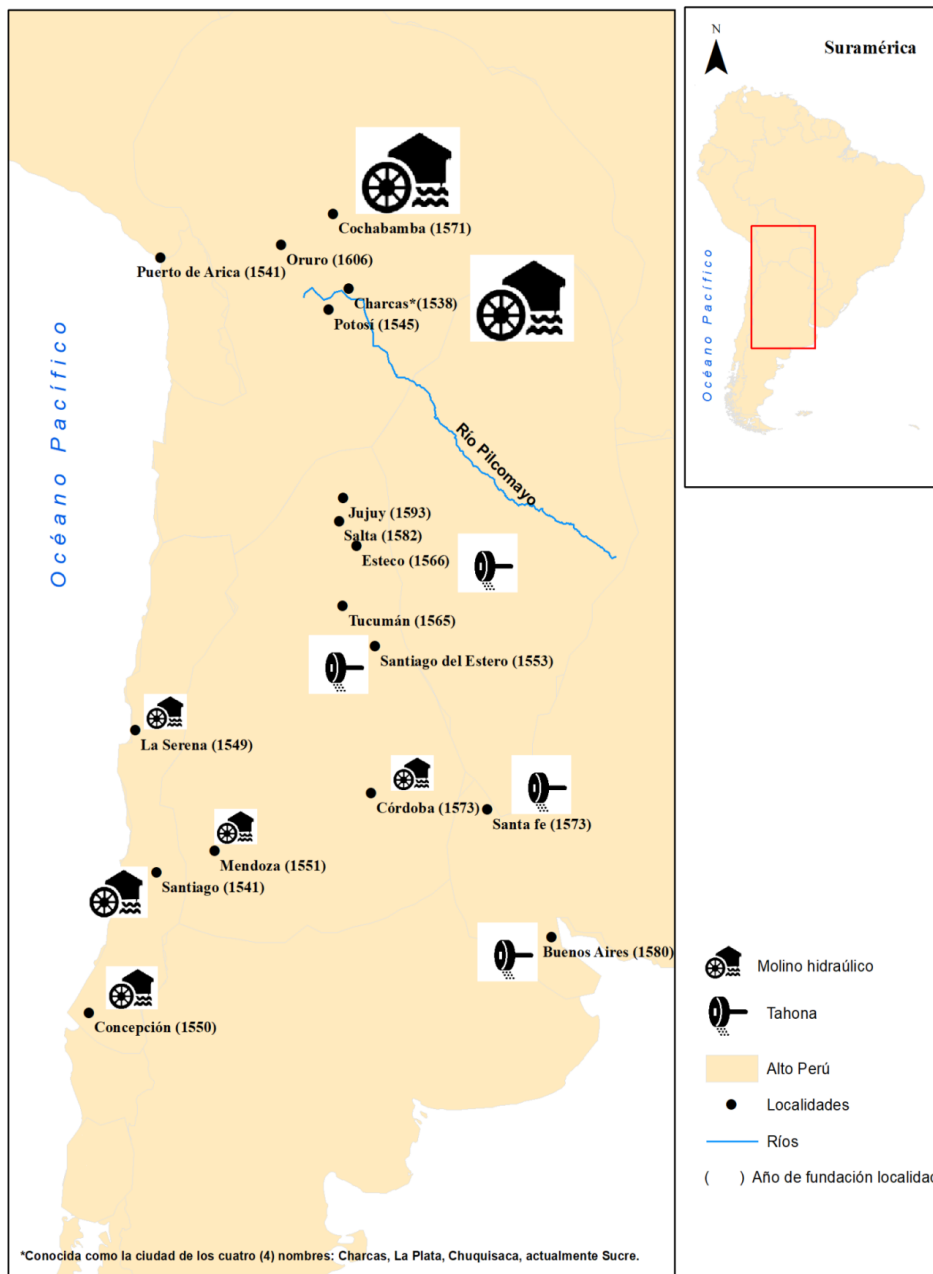 Cochabamba (1571)
Oruro (1606)
Puerto de Arica (1541)
Charcas*(1538)
Potosí (1545)
Océano Pacífico
Río Pilcomayo
Jujuy (1593)
Salta (1582)
Esteco (1566)
Tucumán (1565)
Santiago del Estero (1553)
La Serena (1549)
Córdoba (1573)
Santa fe (1573)
Mendoza (1551)
Santiago (1541)
Buenos Aires (1580)
Concepción (1550)
*Conocida como la ciudad de los cuatro (4) nombres: Charcas, La Plata, Chuquisaca, actualmente Sucre.
N
Suramérica
Océano Pacífico
Molino hidraúlico
Tahona
Alto Perú
Localidades
Ríos
( ) Año de fundación localidad